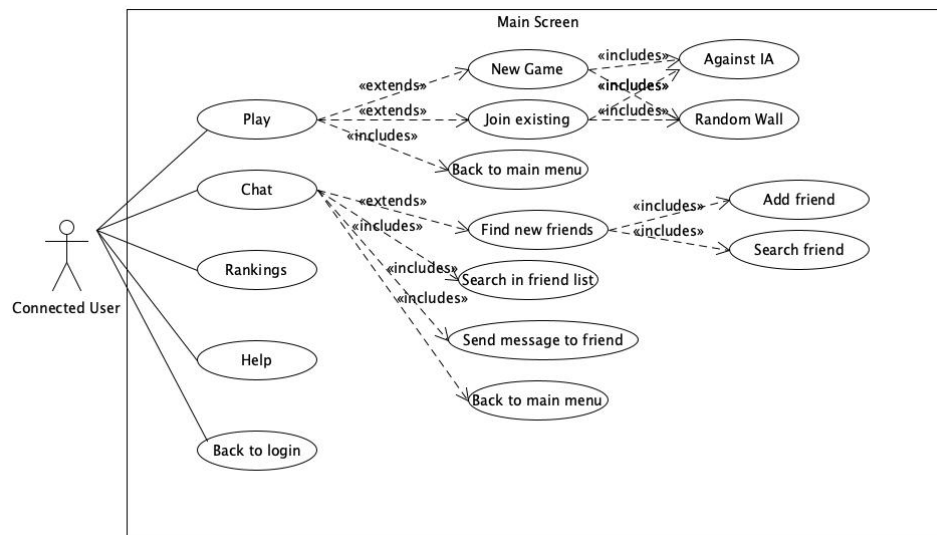 Main Screen
«includes»
New Game
Against IA
«extends»
«includes»
«extends»
«includes»
Play
Join existing
Random Wall
«includes»
Back to main menu
Chat
«extends»
«includes»
Add friend
«includes»
Find new friends
«includes»
Search friend
Connected User
Rankings
«includes»
Search in friend list
«includes»
Send message to friend
Help
Back to main menu
Back to login